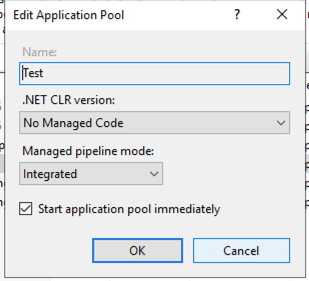 Edit Application Pool
?
Name:
Test
.NET CLR version:
No Managed Code
Managed pipeline mode:
Integrated
Start application pool immediately
OK Cancel